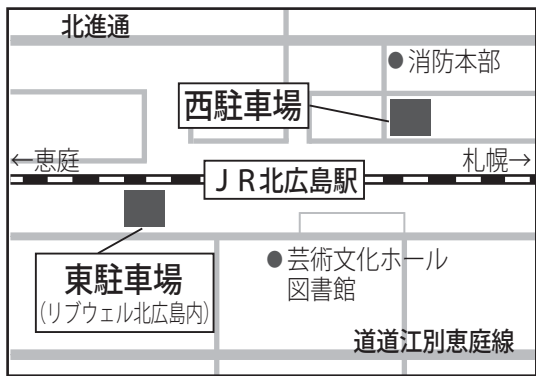 北進通
●消防本部
西駐車場
←恵庭
札幌→
ＪＲ北広島駅
東駐車場
(リブウェル北広島内)
●芸術文化ホール
図書館
道道江別恵庭線